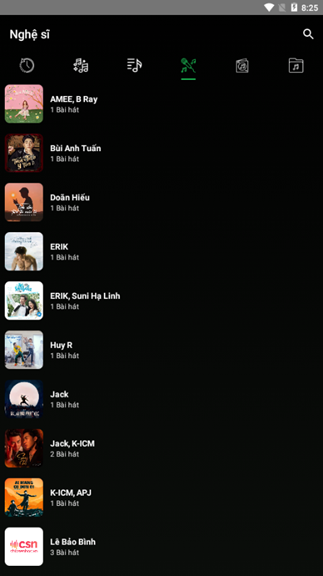 8:25
Nghệ sĩ
AMEE, B Ray
1 Bài hát
Bùi Anh Tuấn
1 Bài hát
Doãn Hiếu
1 Bài hát
ERIK
1 Bài hát
ERIK, Suni Hạ Linh
1 Bài hát
Huy R
1 Bài hát
Jack
1 Bài hát
Jack, K-ICM
2 Bài hát
K-ICM, APJ
1 Bài hát
csn
Lê Bảo Bình
3 Bài hát